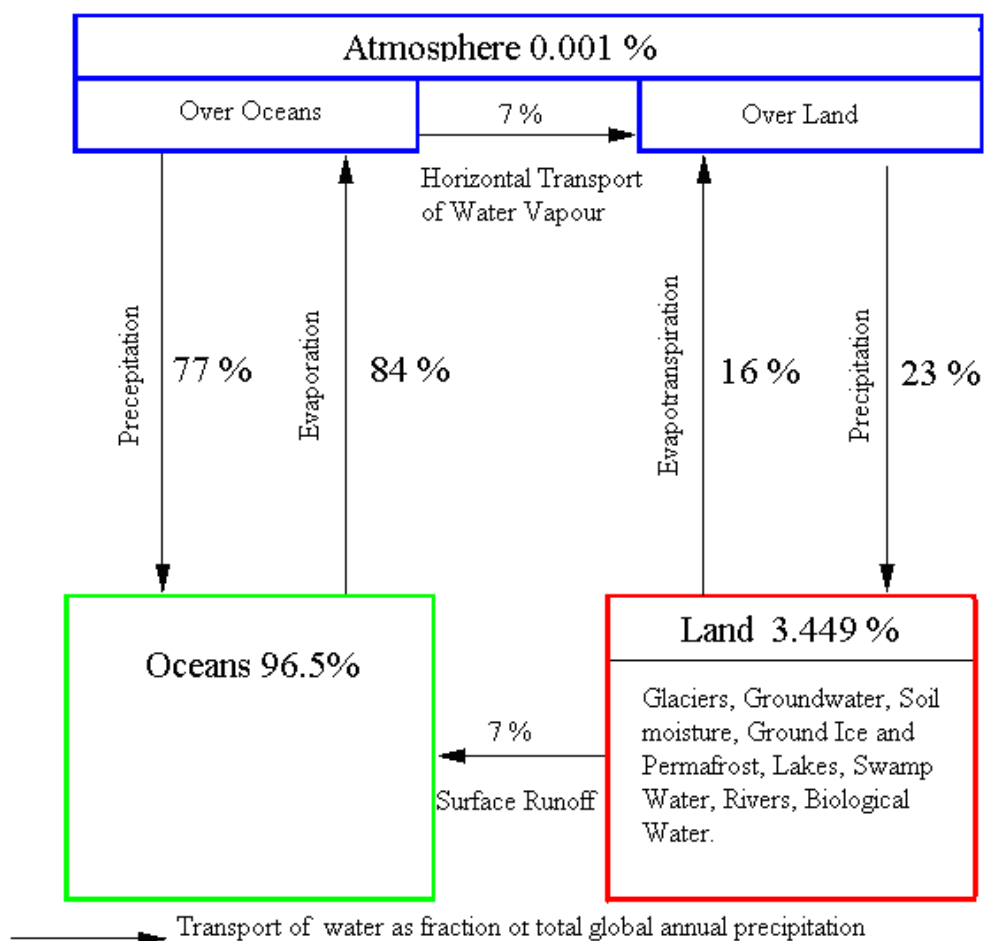 Atmosphere 0.001 %
Over Oceans
7 %
Over Land
Horizontal Transport
of Water Vapour
Precepitation
77 %
Evaporation
84 %
Evapotranspiration
16 %
Precipitation
23 %
Oceans 96.5%
Land 3.449 %
Glaciers, Groundwater, Soil
moisture, Ground Ice and
Permafrost, Lakes, Swamp
Water, Rivers, Biological
Water.
7 %
Surface Runoff
Transport of water as fraction ot total global annual precipitation